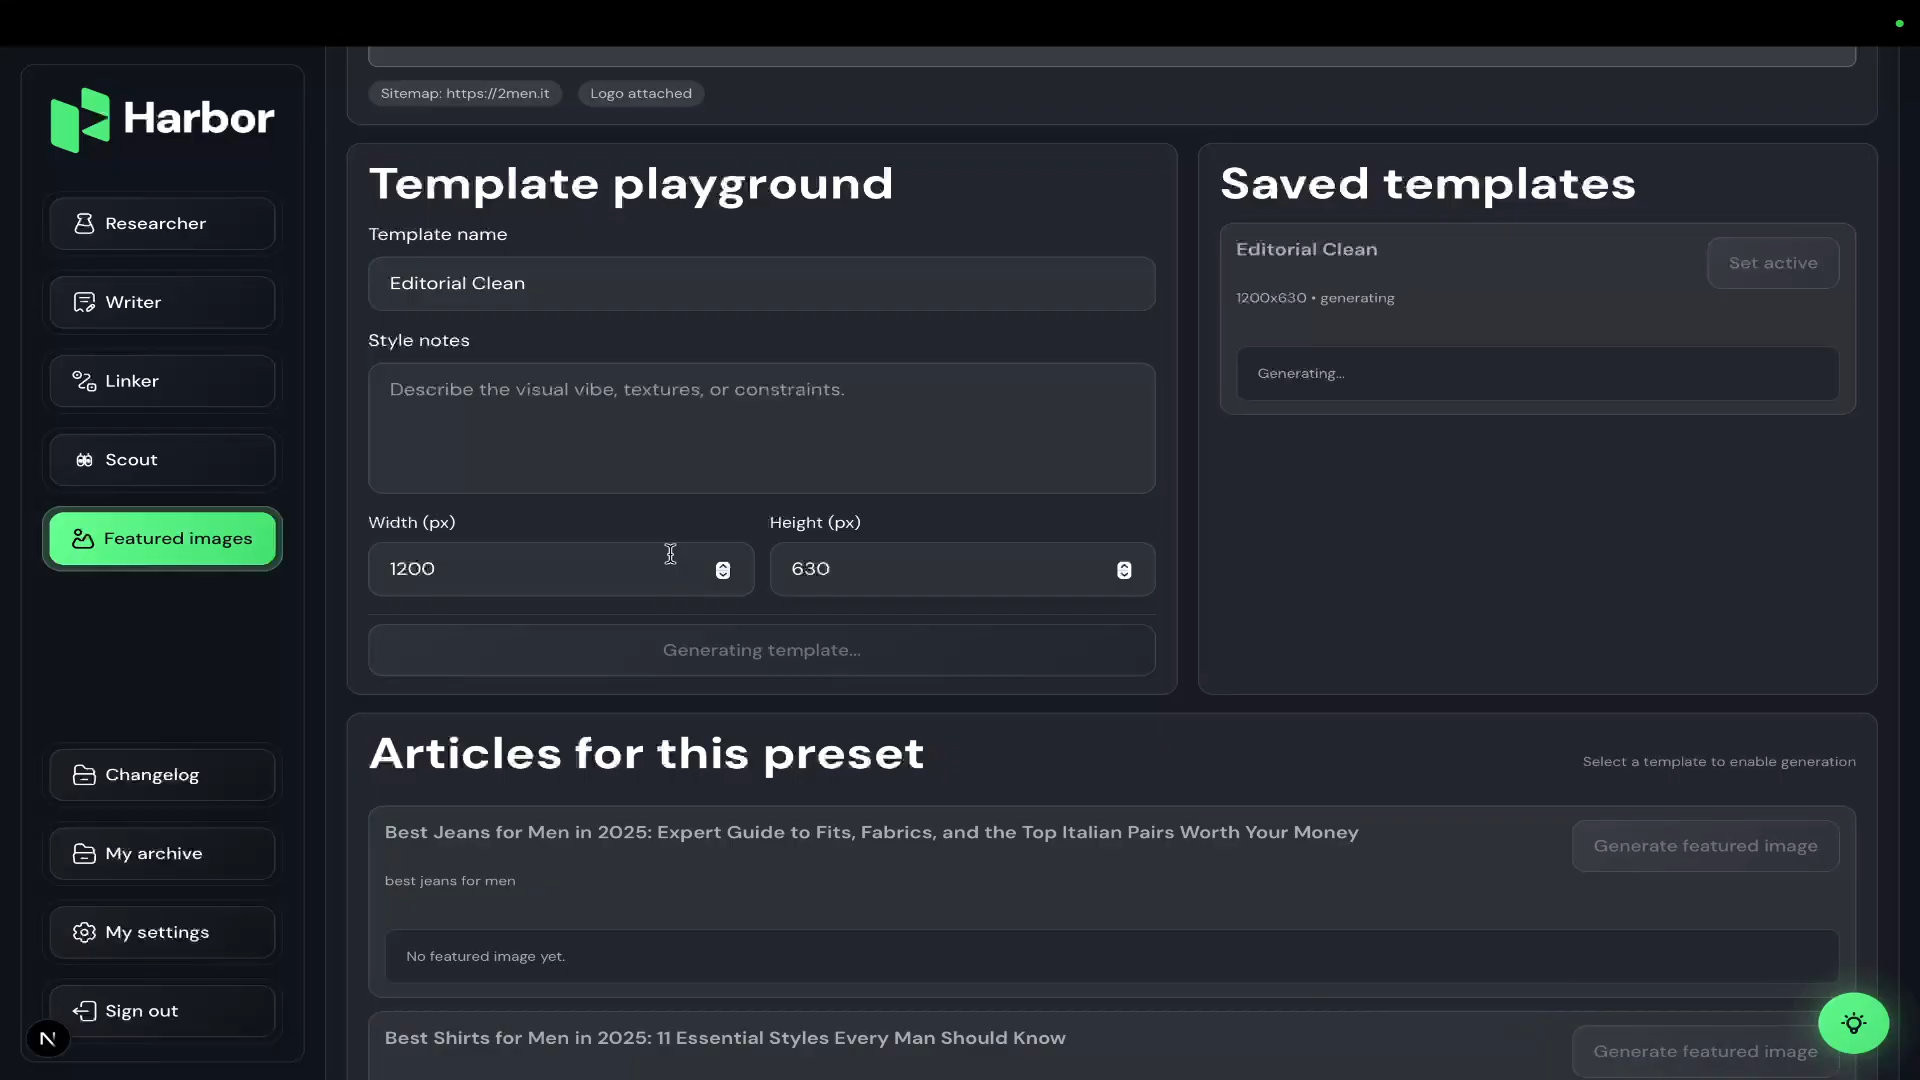 Harbor
Researcher
Writer
Linker
Scout
Featured images
Changelog
My archive
My settings
Sign out
N
Sitemap: https://2men.it
Logo attached
Template playground
Template name
Editorial Clean
Style notes
Describe the visual vibe, textures, or constraints.
Width (px)
Height (px)
1200
630
Generating template...
Saved templates
Editorial Clean
Set active
1200x630 • generating
Generating...
Articles for this preset
Select a template to enable generation
Best Jeans for Men in 2025: Expert Guide to Fits, Fabrics, and the Top Italian Pairs Worth Your Money
Generate featured image
best jeans for men
No featured image yet.
Best Shirts for Men in 2025: 11 Essential Styles Every Man Should Know
Generate featured image